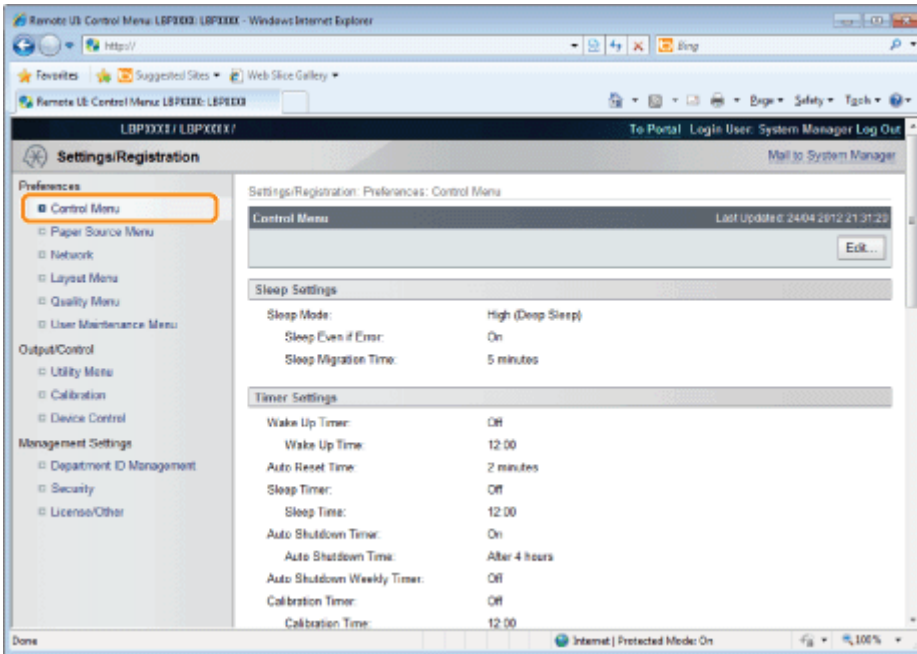 Remote UI: Control Menu: LBPXXXX: LBPXXXX - Windows Internet Explorer
http://
Bing
Favorites Suggested Sites Web Slice Gallery
Remote UI: Control Menu: LBPXXXX: LBPXXXX
Page Safety Tools
LBPXXXX / LBPXXXX /
To Portal Login User: System Manager Log Out
Settings/Registration
Mail to System Manager
Preferences
Control Menu
Paper Source Menu
Network
Layout Menu
Quality Menu
User Maintenance Menu
Output/Control
Utility Menu
Calibration
Device Control
Management Settings
Department ID Management
Security
License/Other
Settings/Registration: Preferences: Control Menu
Control Menu Last Updated: 24/04 2012 21:31:20
Edit...
Sleep Settings
Sleep Mode: High (Deep Sleep)
Sleep Even if Error: On
Sleep Migration Time: 5 minutes
Timer Settings
Wake Up Timer: Off
Wake Up Time: 12:00
Auto Reset Time: 2 minutes
Sleep Timer: Off
Sleep Time: 12:00
Auto Shutdown Timer: On
Auto Shutdown Time: After 4 hours
Auto Shutdown Weekly Timer: Off
Calibration Timer: Off
Calibration Time: 12:00
Done
Internet | Protected Mode: On
100%